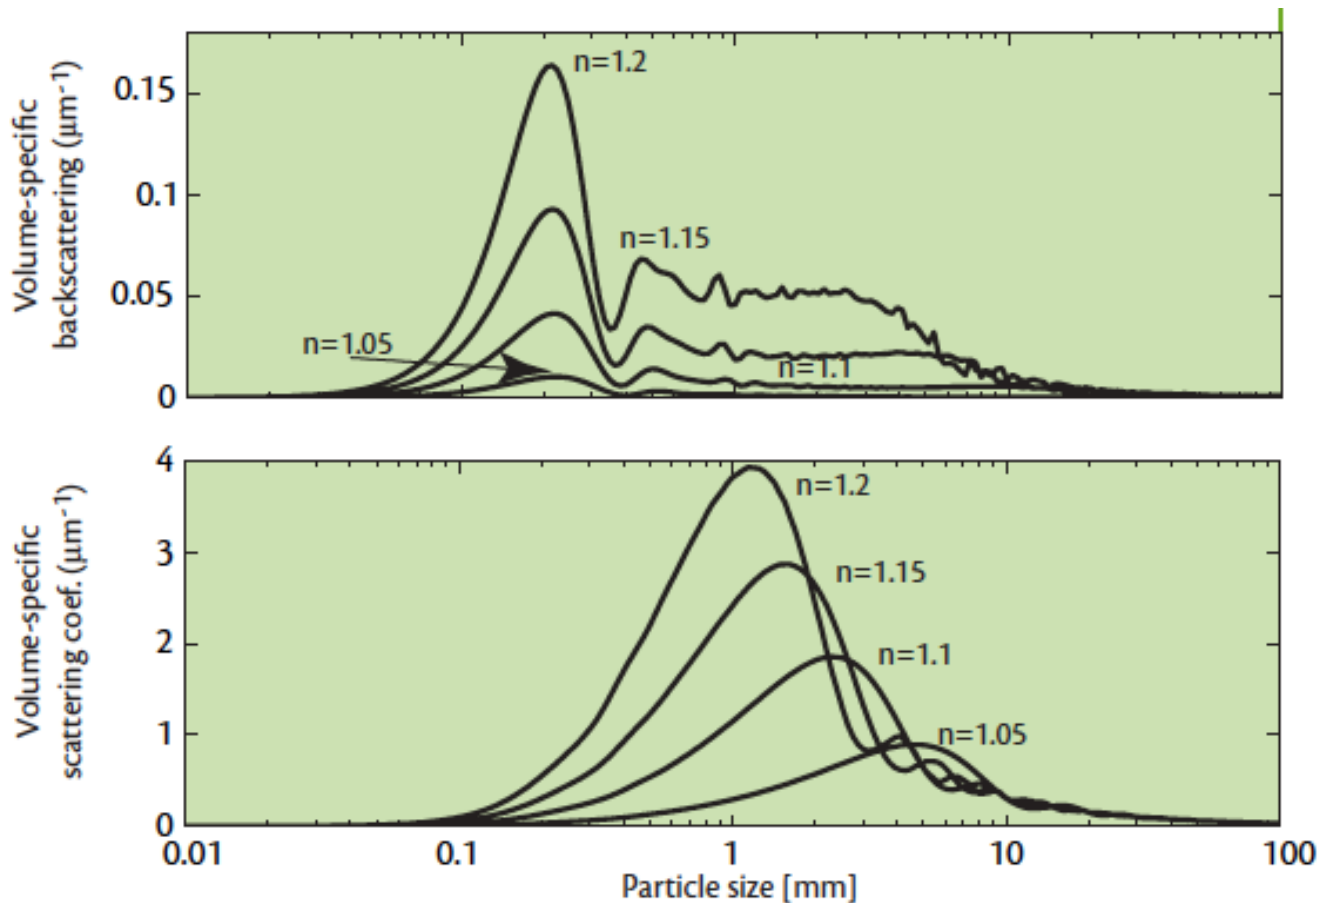 Volume-specific
backscattering (μm⁻¹)
0.15
0.1
0.05
0
n=1.2
n=1.15
n=1.05
n=1.1
Volume-specific
scattering coef. (μm⁻¹)
4
3
2
1
0
n=1.2
n=1.15
n=1.1
n=1.05
0.01 0.1 1 10 100
Particle size [mm]